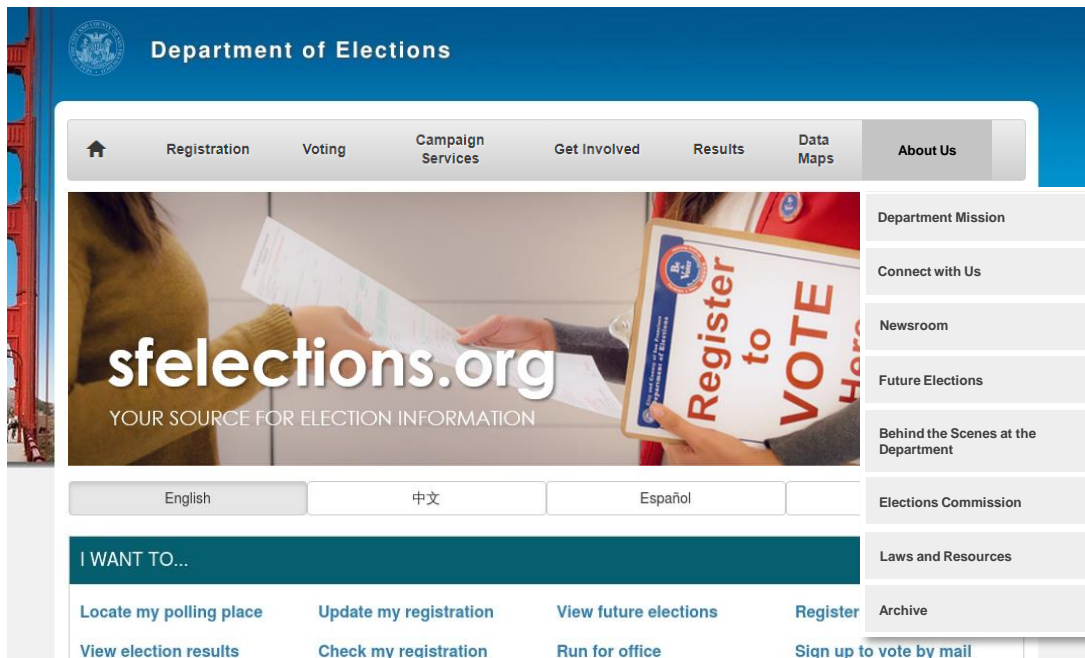 Department of Elections
Registration
Voting
Campaign
Services
Get Involved
Results
Data
Maps
About Us
Department Mission
Connect with Us
Newsroom
Future Elections
Behind the Scenes at the
Department
Elections Commission
Laws and Resources
Archive
Be
a
Voter
Register
to
VOTE
sfelections.org
YOUR SOURCE FOR ELECTION INFORMATION
English
中文
Español
I WANT TO...
Locate my polling place
Update my registration
View future elections
Register
View election results
Check my registration
Run for office
Sign up to vote by mail